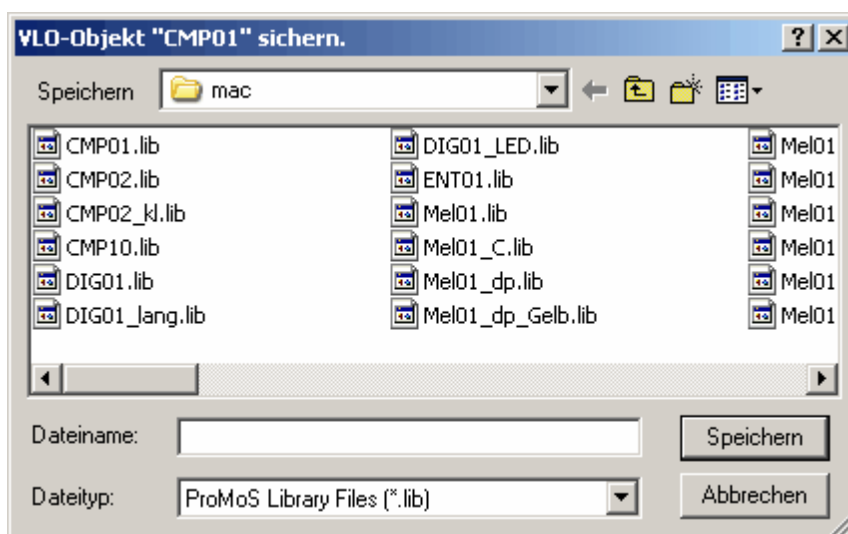 VLO-Objekt "CMP01" sichern.
Speichern mac
CMP01.lib DIG01_LED.lib Mel01
CMP02.lib ENT01.lib Mel01
CMP02_kl.lib Mel01.lib Mel01
CMP10.lib Mel01_C.lib Mel01
DIG01.lib Mel01_dp.lib Mel01
DIG01_lang.lib Mel01_dp_Gelb.lib Mel01
Dateiname: Speichern
Dateityp: ProMoS Library Files (*.lib) Abbrechen